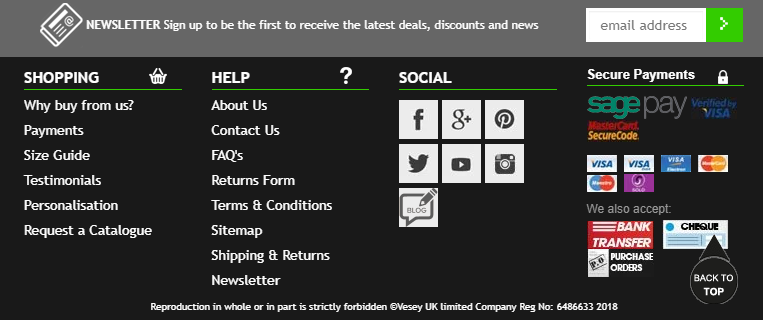 NEWSLETTER Sign up to be the first to receive the latest deals, discounts and news
email address
SHOPPING
Why buy from us?
Payments
Size Guide
Testimonials
Personalisation
Request a Catalogue
HELP ?
About Us
Contact Us
FAQ's
Returns Form
Terms & Conditions
Sitemap
Shipping & Returns
Newsletter
SOCIAL
f g+
BLOG
Secure Payments
sage pay Verified by
VISA
MasterCard.
SecureCode.
VISA VISA VISA MasterCard
Electron
Maestro SOLO
We also accept:
BANK
TRANSFER
CHEQUE
P.O PURCHASE
ORDERS
BACK TO
TOP
Reproduction in whole or in part is strictly forbidden ©Vesey UK limited Company Reg No: 6486633 2018